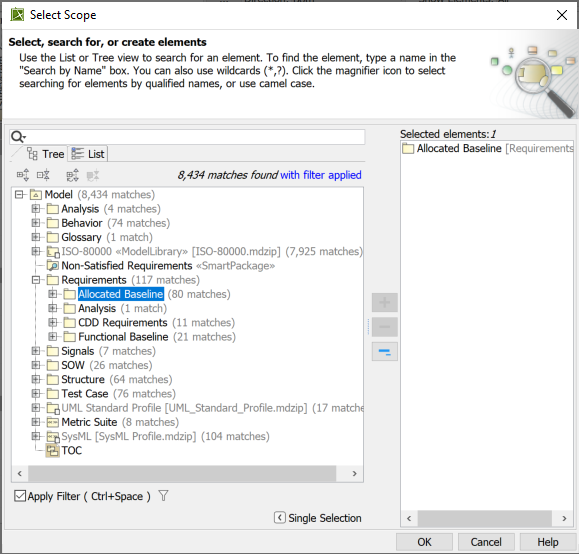 Select Scope
Select, search for, or create elements
Use the List or Tree view to search for an element. To find the element, type a name in the
"Search by Name" box. You can also use wildcards (*,?). Click the magnifier icon to select
searching for elements by qualified names, or use camel case.
Selected elements:1
Tree
List
8,434 matches found with filter applied
Allocated Baseline [Requirements
Model (8,434 matches)
Analysis (4 matches)
Behavior (74 matches)
Glossary (1 match)
ISO-80000 «ModelLibrary» [ISO-80000.mdzip] (7,925 matches)
Non-Satisfied Requirements «SmartPackage»
Requirements (117 matches)
Allocated Baseline (80 matches)
Analysis (1 match)
CDD Requirements (11 matches)
Functional Baseline (21 matches)
Signals (7 matches)
SOW (26 matches)
Structure (64 matches)
Test Case (76 matches)
UML Standard Profile [UML_Standard_Profile.mdzip] (17 matche
Metric Suite (8 matches)
SysML [SysML Profile.mdzip] (104 matches)
TOC
Apply Filter ( Ctrl+Space )
Single Selection
OK
Cancel
Help